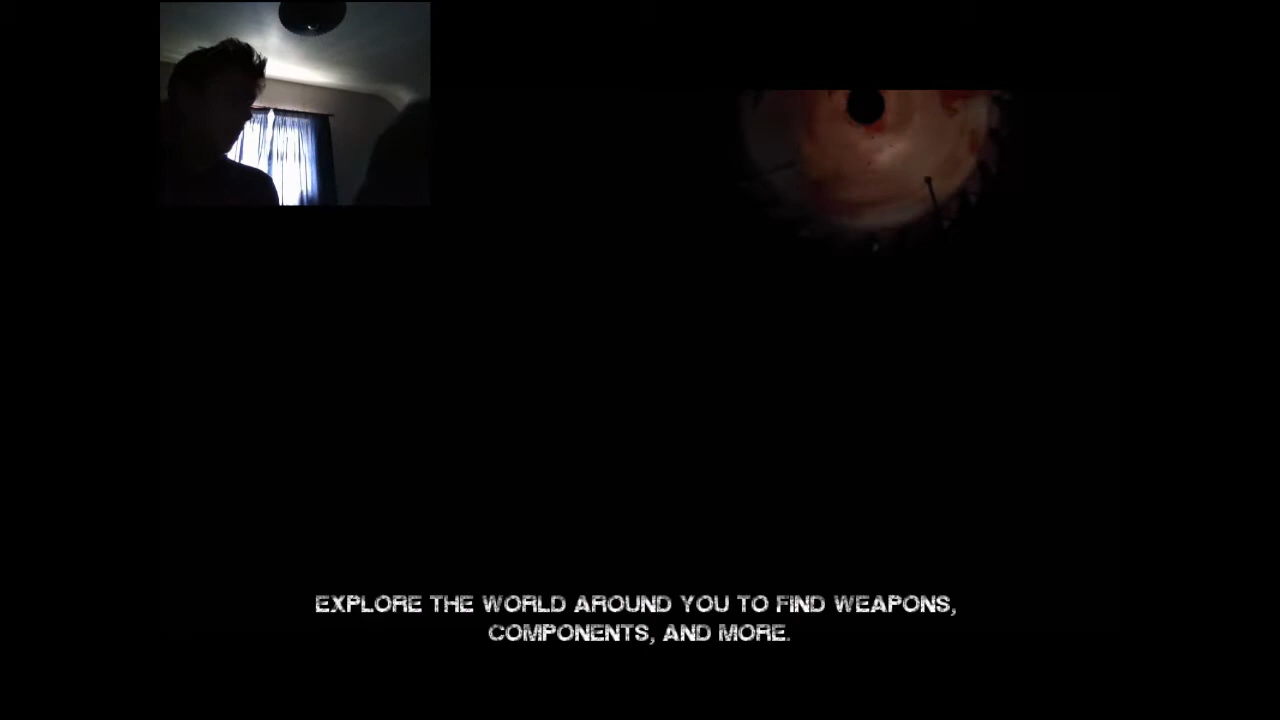 EXPLORE THE WORLD AROUND YOU TO FIND WEAPONS,
COMPONENTS, AND MORE.